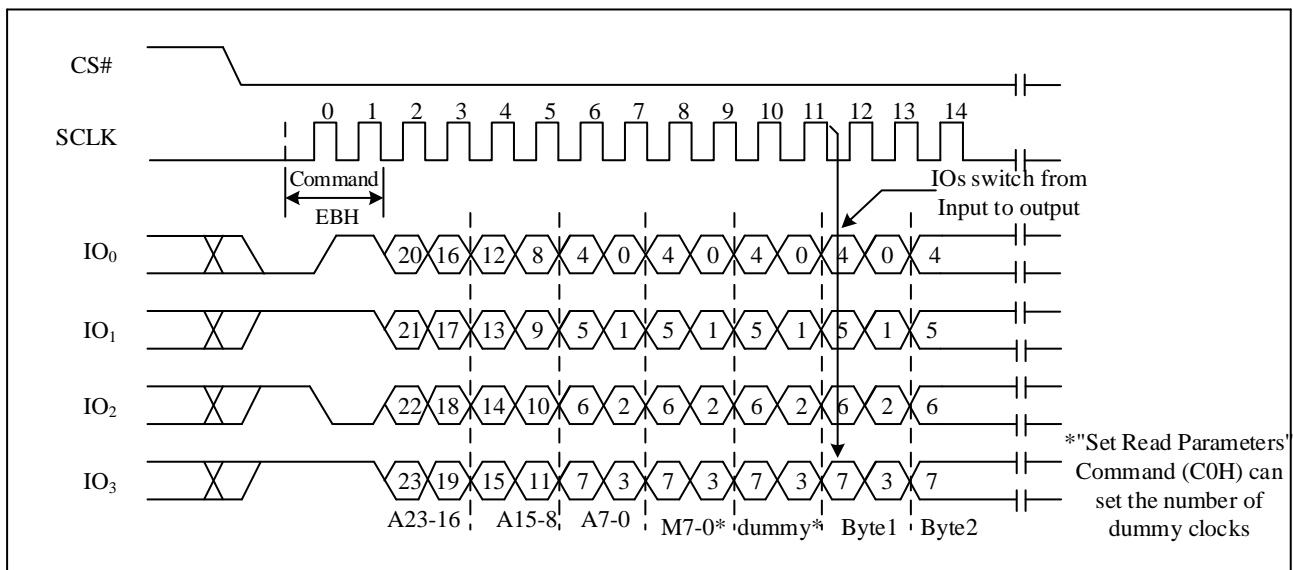 CS#
0 1 2 3 4 5 6 7 8 9 10 11 12 13 14
SCLK
Command
EBH
IOs switch from
Input to output
IO0 20 16 12 8 4 0 4 0 4 0 4 0 4
IO1 21 17 13 9 5 1 5 1 5 1 5 1 5
IO2 22 18 14 10 6 2 6 2 6 2 6 2 6
IO3 23 19 15 11 7 3 7 3 7 3 7 3 7
A23-16 A15-8 A7-0 M7-0* dummy* Byte1 Byte2
*"Set Read Parameters"
Command (C0H) can
set the number of
dummy clocks